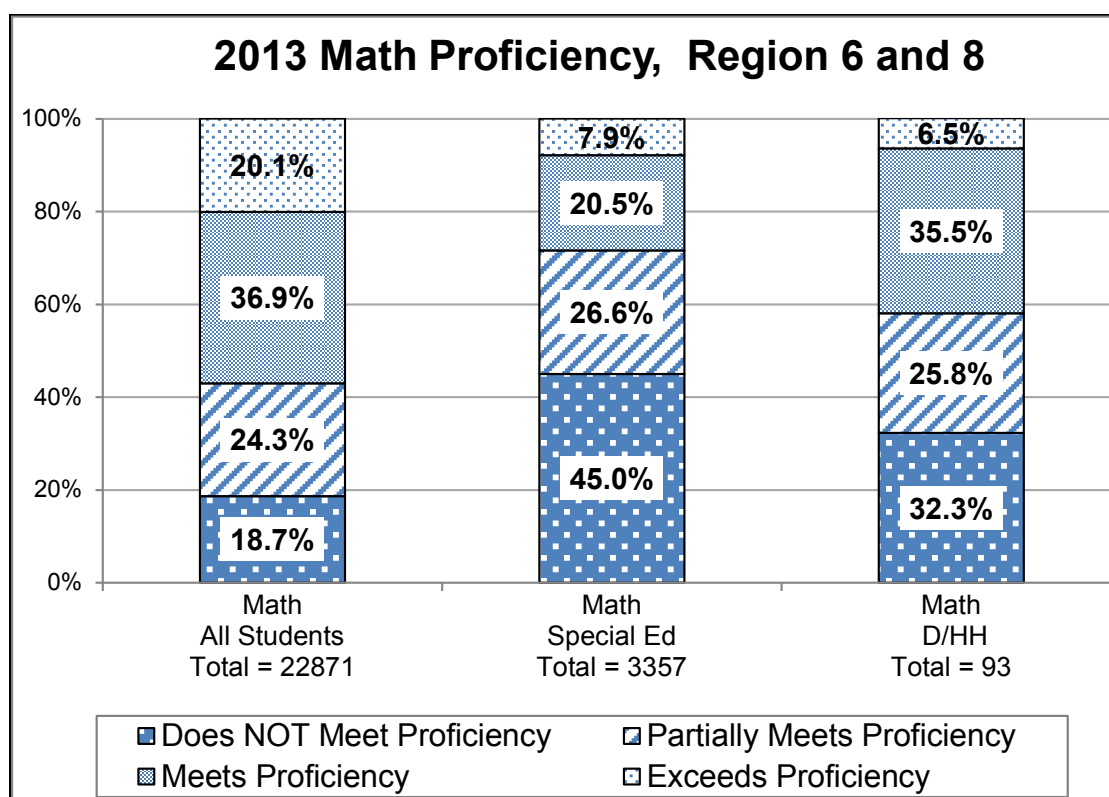 2013 Math Proficiency,  Region 6 and 8
100%
80%
60%
40%
20%
0%
20.1%
36.9%
24.3%
18.7%
7.9%
20.5%
26.6%
45.0%
6.5%
35.5%
25.8%
32.3%
Math
All Students
Total = 22871
Math
Special Ed
Total = 3357
Math
D/HH
Total = 93
Does NOT Meet Proficiency
Partially Meets Proficiency
Meets Proficiency
Exceeds Proficiency